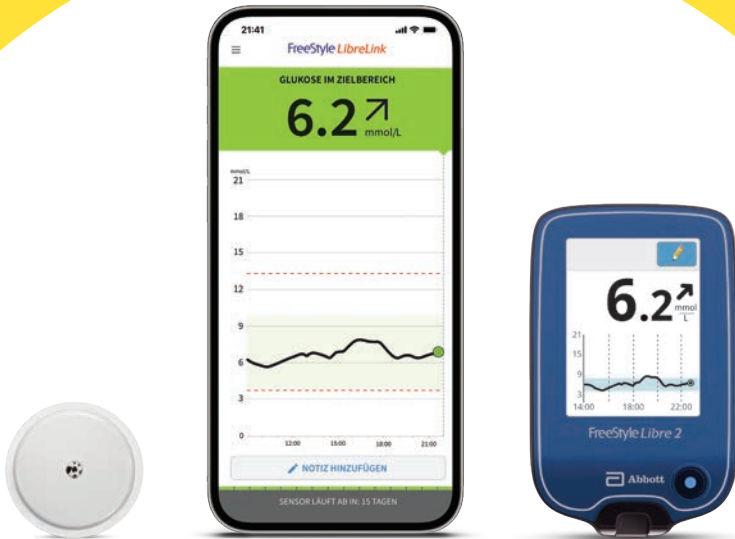 21:41
FreeStyle LibreLink
GLUKOSE IM ZIELBEREICH
6.2
mmol/L
mmol/L
21
18
15
12
9
6
3
0
12:00 15:00 18:00 21:00
NOTIZ HINZUFÜGEN
SENSOR LÄUFT AB IN: 15 TAGEN
6.2
mmol
L
21
15
9
3
14:00 18:00 22:00
FreeStyle Libre 2
Abbott